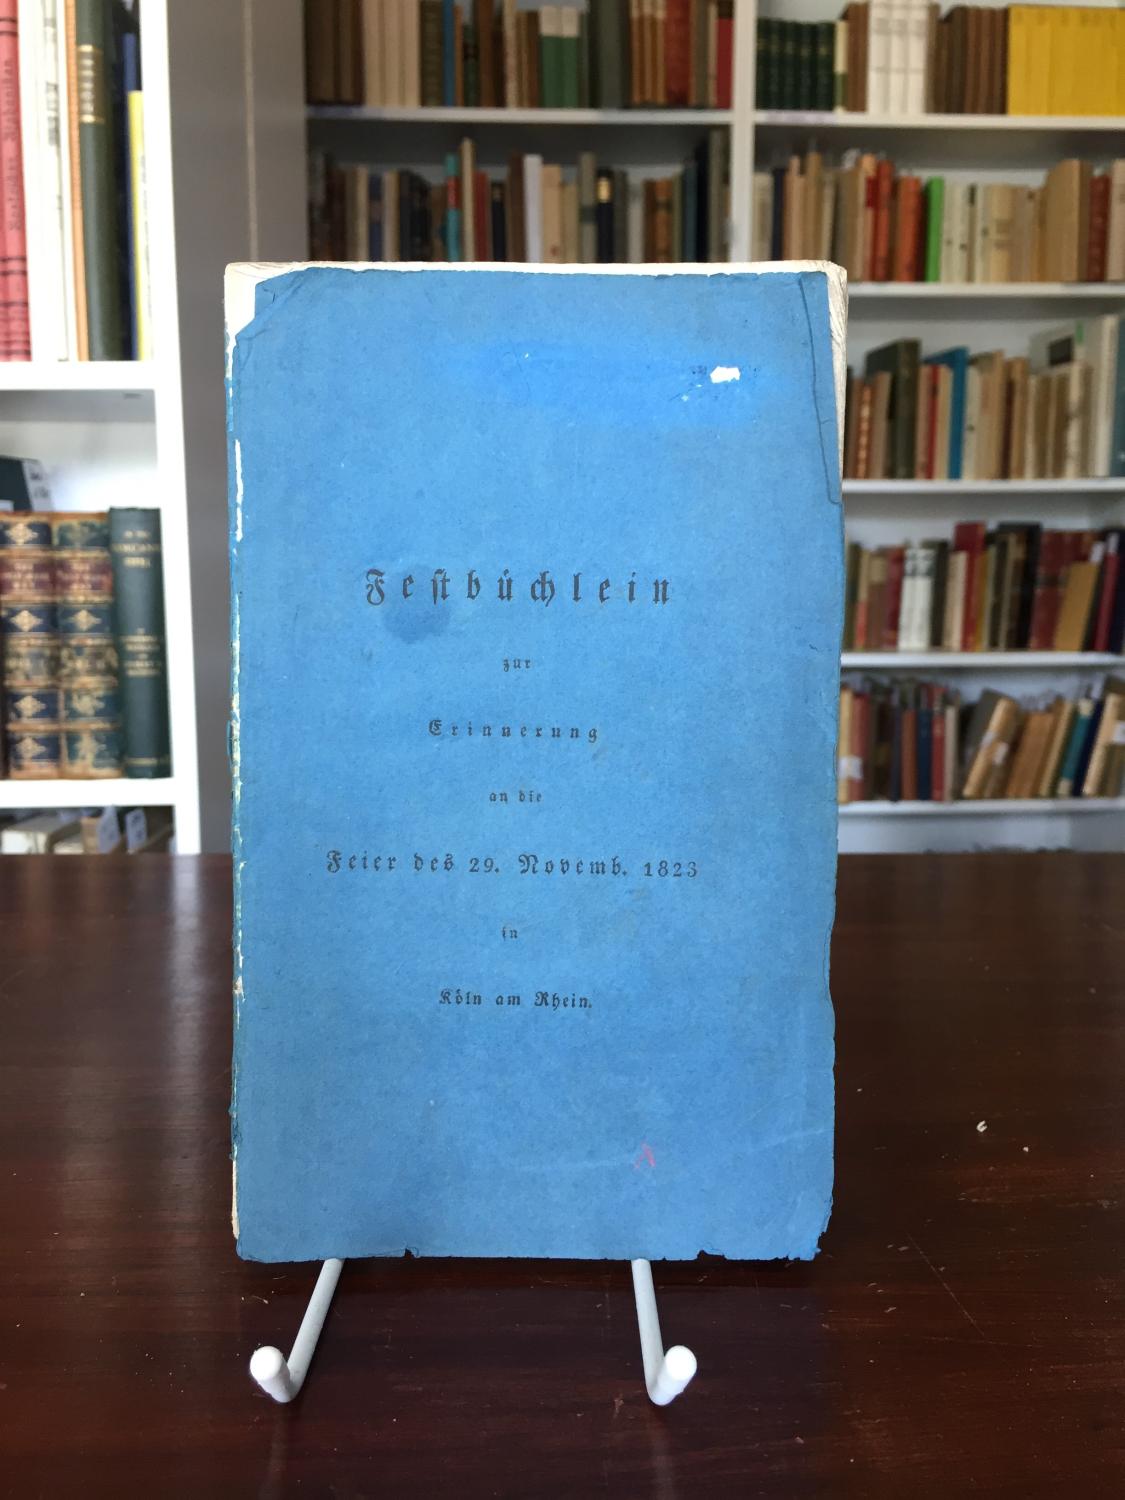 Festbüchlein
zur
Erinnerung
an die
Feier des 29. Novemb. 1823
in
Köln am Rhein.